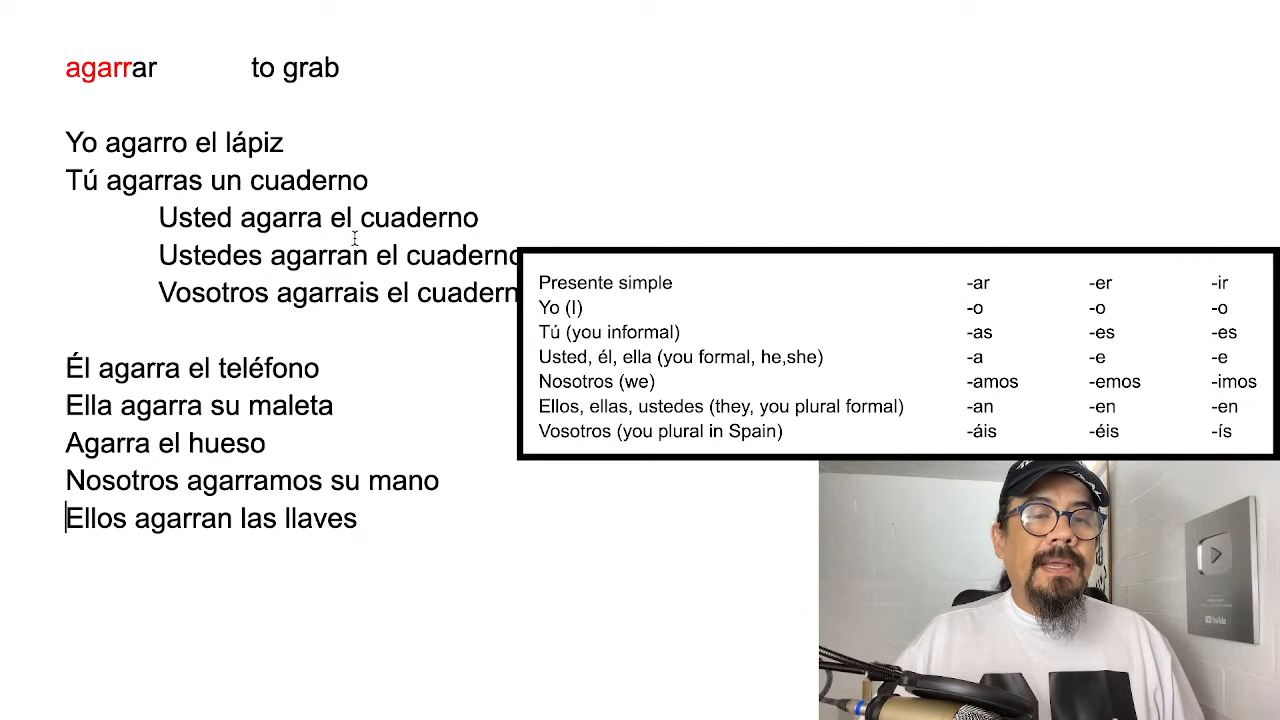 agarrar to grab
Yo agarro el lápiz
Tú agarras un cuaderno
Usted agarra el cuaderno
Ustedes agarran el cuaderno
Vosotros agarrais el cuadern
Él agarra el teléfono
Ella agarra su maleta
Agarra el hueso
Nosotros agarramos su mano
Ellos agarran las llaves
Presente simple -ar -er -ir
Yo (I) -o -o -o
Tú (you informal) -as -es -es
Usted, él, ella (you formal, he,she) -a -e -e
Nosotros (we) -amos -emos -imos
Ellos, ellas, ustedes (they, you plural formal) -an -en -en
Vosotros (you plural in Spain) -áis -éis -ís
YouTube